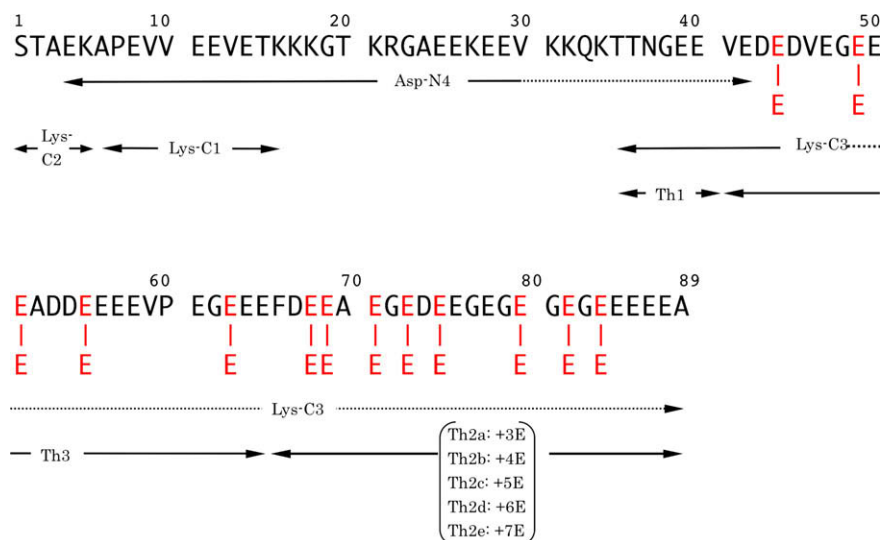 1 10 20 30 40 50
STAEKAPEVV EEVETKKKGT KRGAEEKEEV KKQKTTNGEE VEDEDVEGEE
Asp-N4
E E
Lys-C2 Lys-C1 Lys-C3
Th1
60 70 80 89
EADDEEEEVP EGEEEFDEEA EGEDEEGEGE GEGEEEEEA
E E E E E E E E E E E
Lys-C3
Th3
Th2a: +3E
Th2b: +4E
Th2c: +5E
Th2d: +6E
Th2e: +7E